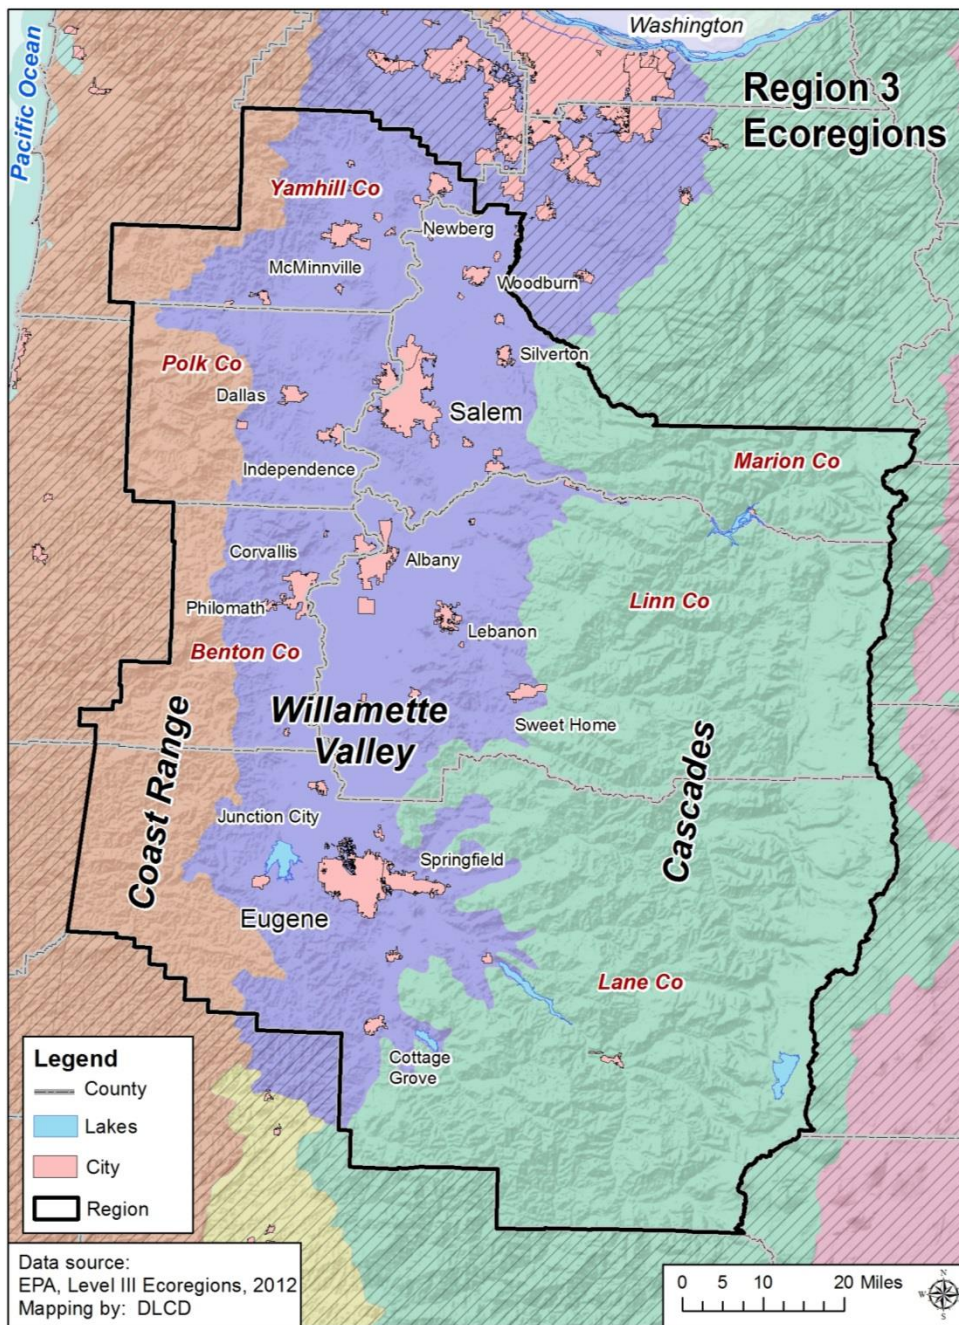 Washington
Pacific Ocean
Region 3
Ecoregions
Yamhill Co
Newberg
McMinnville
Woodburn
Silverton
Polk Co
Dallas
Salem
Independence
Marion Co
Corvallis
Albany
Philomath
Linn Co
Lebanon
Benton Co
Willamette
Valley
Sweet Home
Coast Range
Cascades
Junction City
Springfield
Eugene
Lane Co
Cottage
Grove
Legend
County
Lakes
City
Region
Data source:
EPA, Level III Ecoregions, 2012
Mapping by: DLCD
0 5 10 20 Miles
N
W E
S